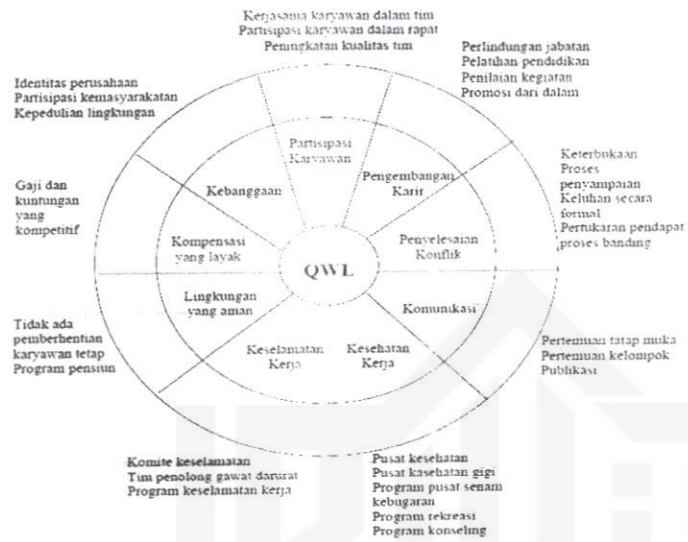 Kerjasama karyawan dalam tim
Partisipasi karyawan dalam rapat
Peningkatan kualitas tim
Perlindungan jabatan
Pelatihan pendidikan
Penilaian kegiatan
Promosi dari dalam
Identitas perusahaan
Partisipasi kemasyarakatan
Kepedulian lingkungan
Partisipasi
Karyawan
Pengembangan
Karir
Kebanggaan
Keterbukaan
Proses
penyampaian
Keluhan secara
formal
Pertukaran pendapat
proses banding
Gaji dan
kuntungan
yang
kompetitif
Kompensasi
yang layak
Penyelesaian
Konflik
QWL
Lingkungan
yang aman
Komunikasi
Tidak ada
pemberhentian
karyawan tetap
Program pensiun
Keselamatan
Kerja
Kesehatan
Kerja
Pertemuan tatap muka
Pertemuan kelompok
Publikasi
Komite keselamatan
Tim penolong gawat darurat
Program keselamatan kerja
Pusat kesehatan
Pusat kasehatan gigi
Program pusat senam
kebugaran
Program rekreasi
Program konseling